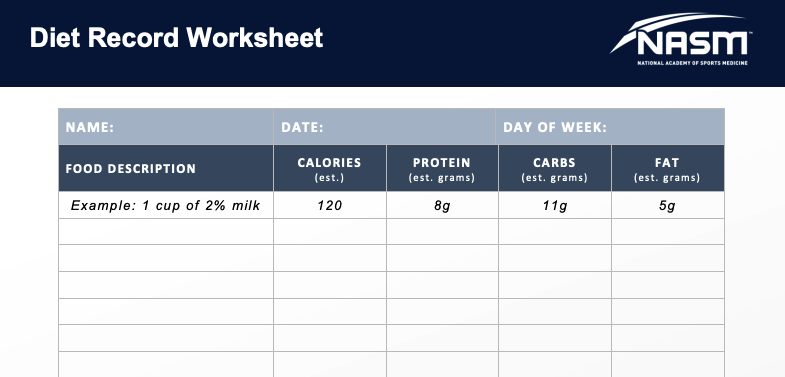 Diet Record Worksheet
NASM™
NATIONAL ACADEMY OF SPORTS MEDICINE
NAME: DATE: DAY OF WEEK:
FOOD DESCRIPTION CALORIES (est.) PROTEIN (est. grams) CARBS (est. grams) FAT (est. grams)
Example: 1 cup of 2% milk 120 8g 11g 5g